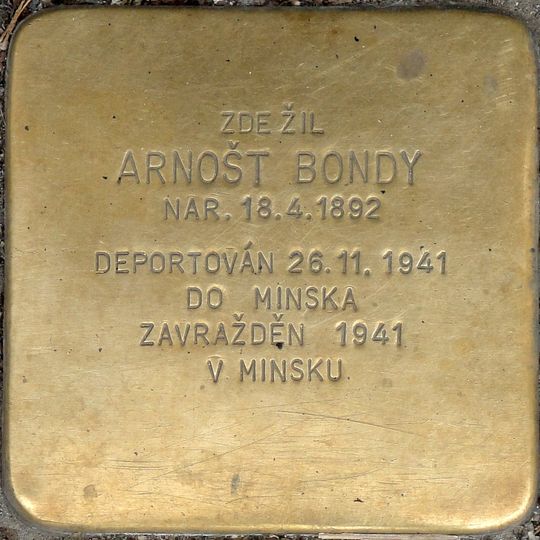 ZDE ŽIL
ARNOŠT BONDY
NAR. 18.4.1892
DEPORTOVÁN 26.11.1941
DO MINSKA
ZAVRAŽDĚN 1941
V MINSKU